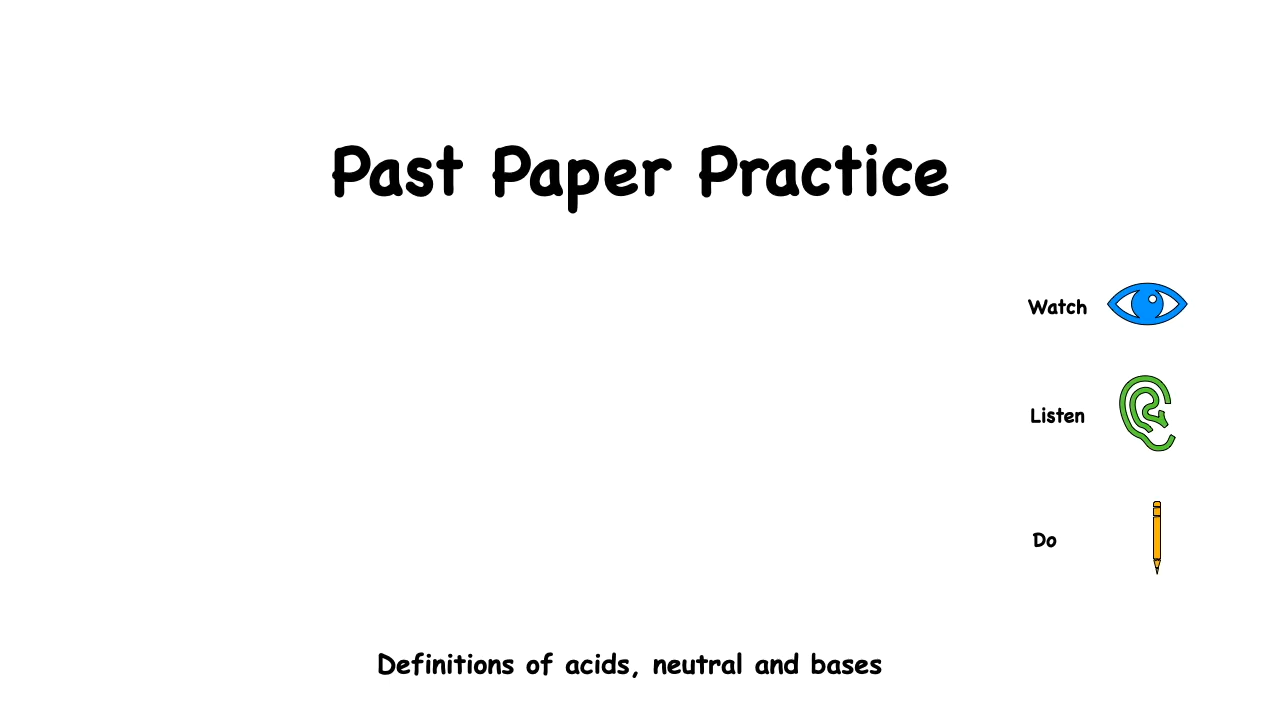 Past Paper Practice
Watch
Listen
Do
Definitions of acids, neutral and bases